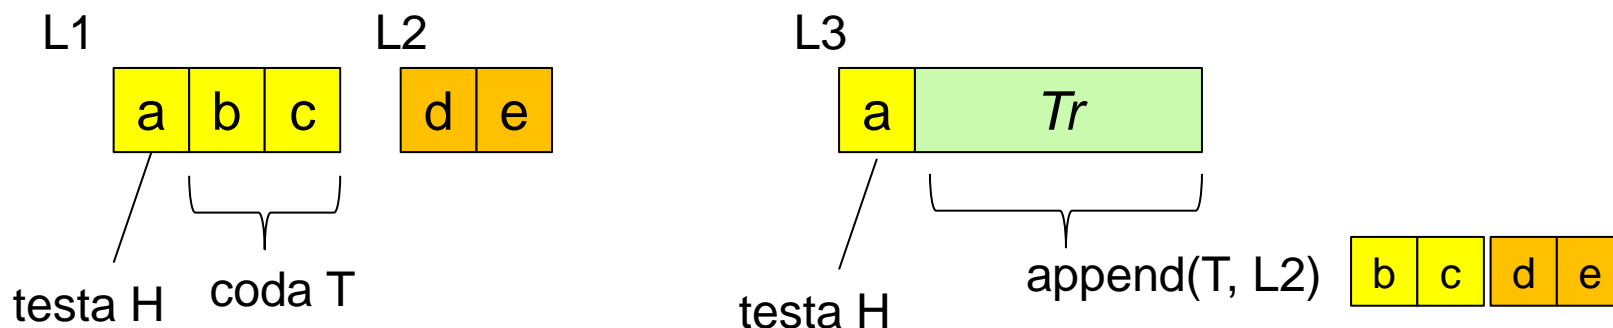 L1 L2 L3
a b c d e a Tr
testa H coda T testa H append(T, L2) b c d e